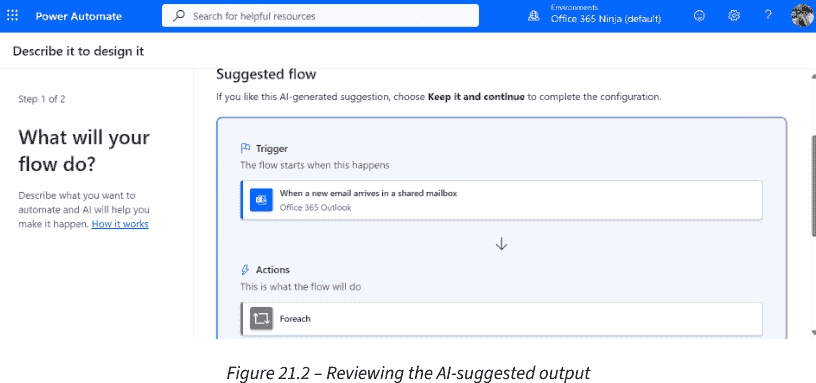 Power Automate
Search for helpful resources
Environments
Office 365 Ninja (default)
?
Describe it to design it
Suggested flow
If you like this AI-generated suggestion, choose Keep it and continue to complete the configuration.
Step 1 of 2
What will your
flow do?
Describe what you want to
automate and AI will help you
make it happen. How it works
Trigger
The flow starts when this happens
When a new email arrives in a shared mailbox
Office 365 Outlook
Actions
This is what the flow will do
Foreach
Figure 21.2 – Reviewing the AI-suggested output